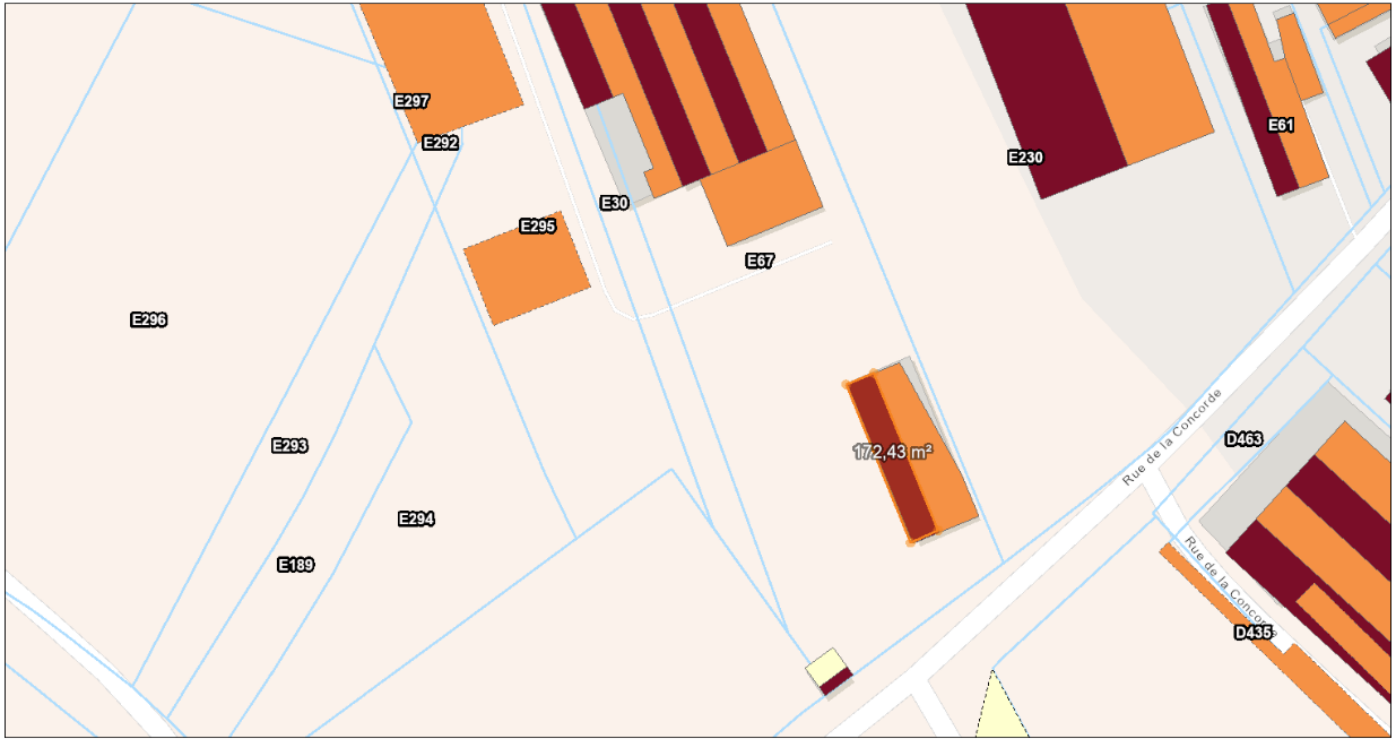 E297
E292
E61
E230
E30
E295
E67
E296
Rue de la Concorde
D463
E293
172,43 m²
E294
E189
Rue de la Concorde
D435